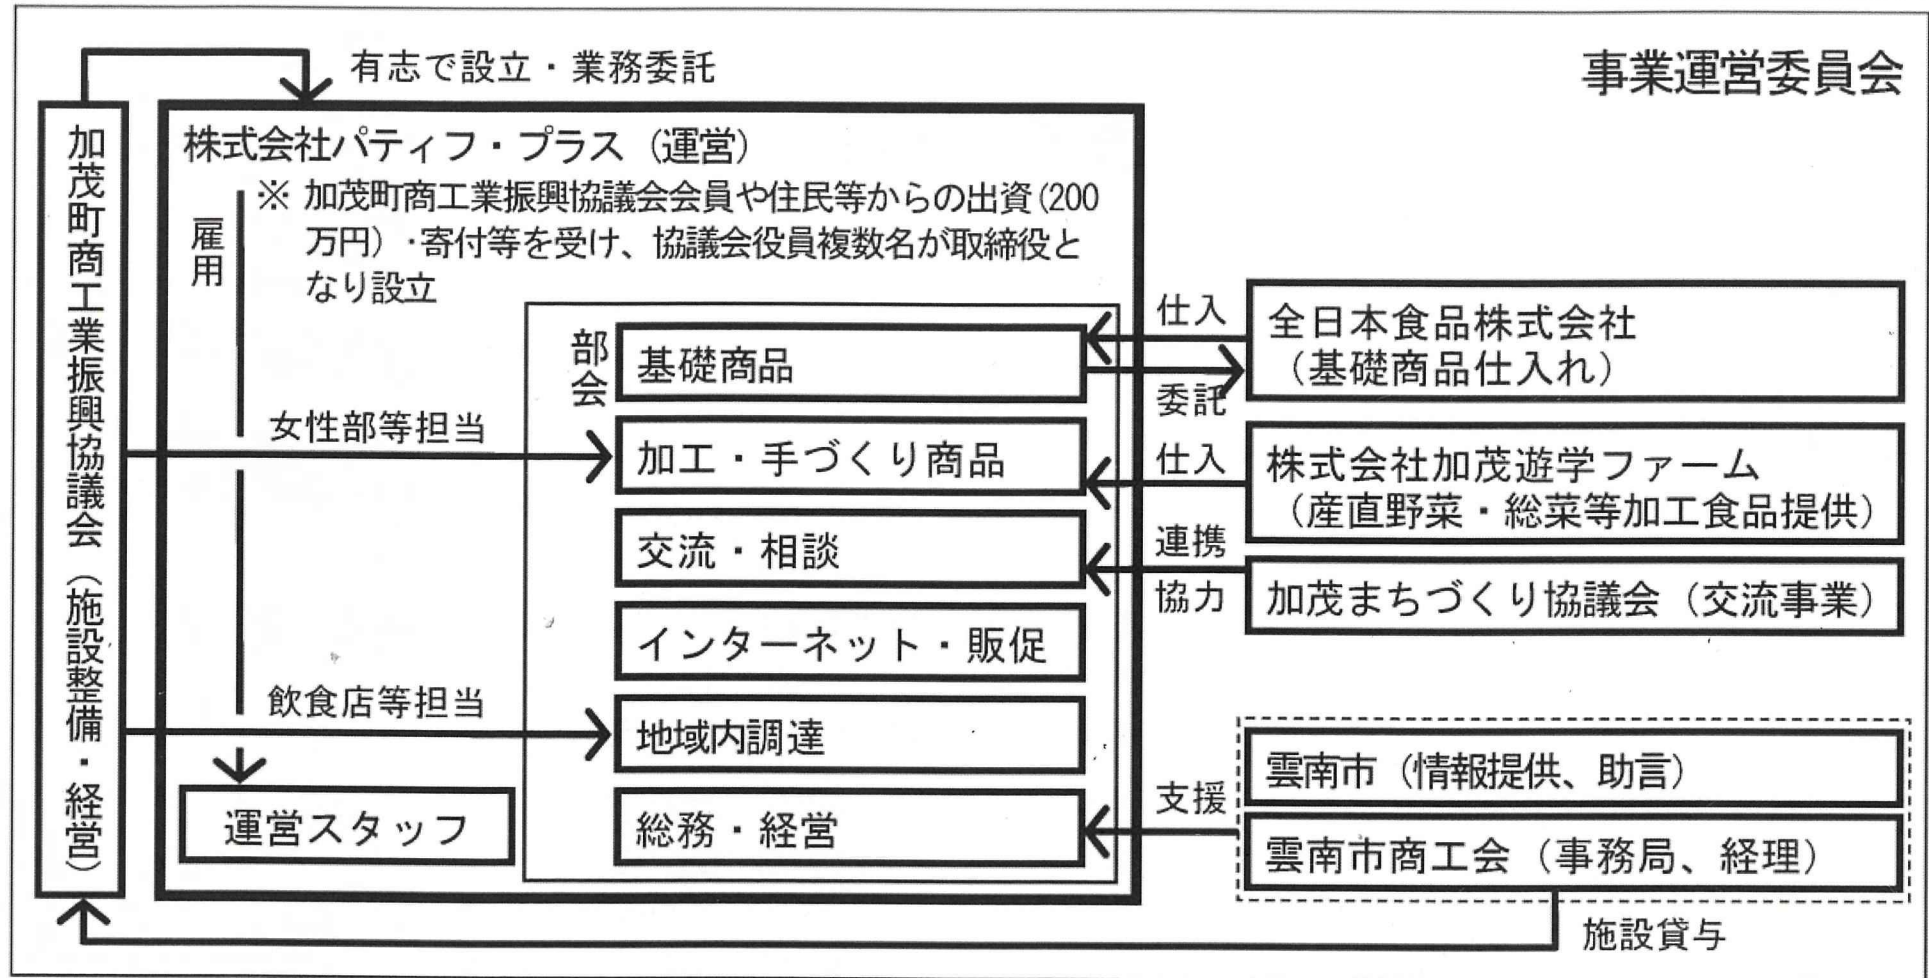 有志で設立・業務委託
事業運営委員会
加茂町商工業振興協議会（施設整備・経営）
株式会社パティフ・プラス（運営）
※ 加茂町商工業振興協議会会員や住民等からの出資（200
万円）・寄付等を受け、協議会役員複数名が取締役と
なり設立
雇用
部会
基礎商品
仕入
委託
全日本食品株式会社
（基礎商品仕入れ）
女性部等担当
加工・手づくり商品
仕入
株式会社加茂遊学ファーム
（産直野菜・総菜等加工食品提供）
交流・相談
連携
協力
加茂まちづくり協議会（交流事業）
インターネット・販促
飲食店等担当
地域内調達
運営スタッフ
総務・経営
支援
雲南市（情報提供、助言）
雲南市商工会（事務局、経理）
施設貸与